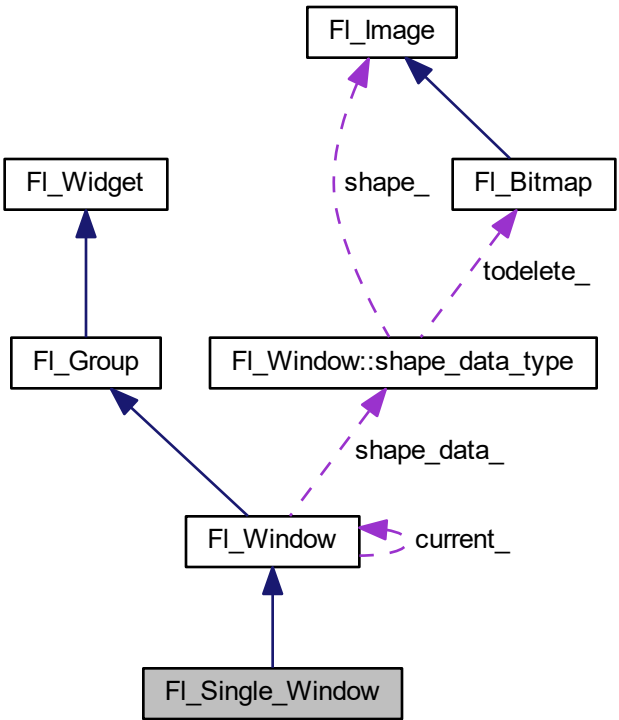 Fl_Image
Fl_Widget
shape_
Fl_Bitmap
todelete_
Fl_Group
Fl_Window::shape_data_type
shape_data_
Fl_Window
current_
Fl_Single_Window